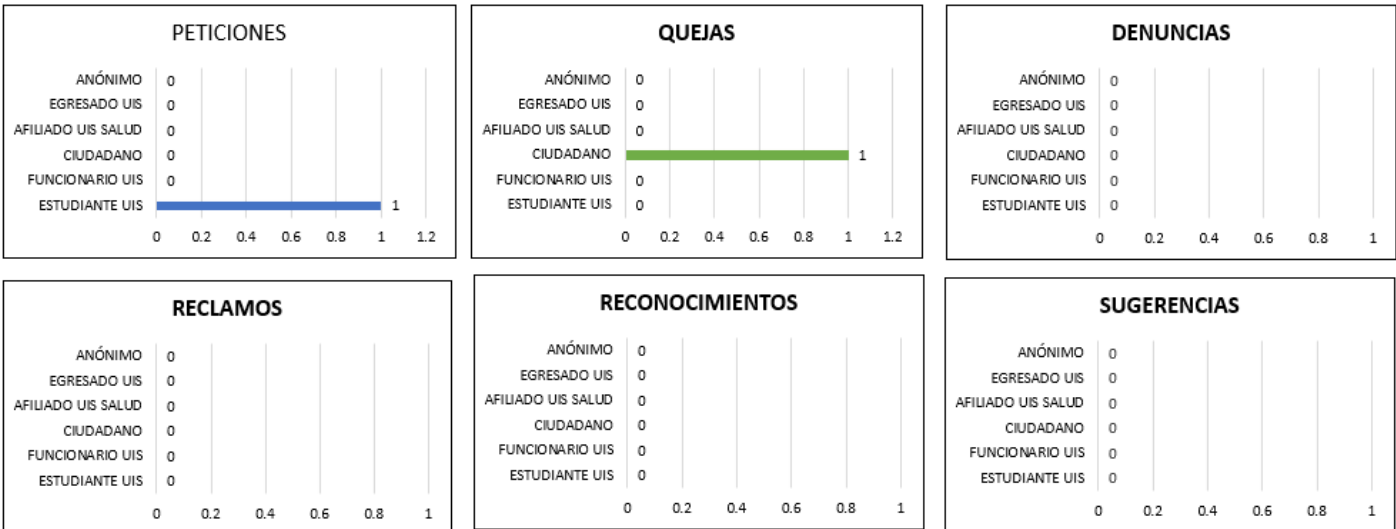 PETICIONES
ANÓNIMO 0
EGRESADO UIS 0
AFILIADO UIS SALUD 0
CIUDADANO 0
FUNCIONARIO UIS 0
ESTUDIANTE UIS 1
0 0.2 0.4 0.6 0.8 1 1.2
QUEJAS
ANÓNIMO 0
EGRESADO UIS 0
AFILIADO UIS SALUD 0
CIUDADANO 1
FUNCIONARIO UIS 0
ESTUDIANTE UIS 0
0 0.2 0.4 0.6 0.8 1 1.2
DENUNCIAS
ANÓNIMO 0
EGRESADO UIS 0
AFILIADO UIS SALUD 0
CIUDADANO 0
FUNCIONARIO UIS 0
ESTUDIANTE UIS 0
0 0.2 0.4 0.6 0.8 1
RECLAMOS
ANÓNIMO 0
EGRESADO UIS 0
AFILIADO UIS SALUD 0
CIUDADANO 0
FUNCIONARIO UIS 0
ESTUDIANTE UIS 0
0 0.2 0.4 0.6 0.8 1
RECONOCIMIENTOS
ANÓNIMO 0
EGRESADO UIS 0
AFILIADO UIS SALUD 0
CIUDADANO 0
FUNCIONARIO UIS 0
ESTUDIANTE UIS 0
0 0.2 0.4 0.6 0.8 1
SUGERENCIAS
ANÓNIMO 0
EGRESADO UIS 0
AFILIADO UIS SALUD 0
CIUDADANO 0
FUNCIONARIO UIS 0
ESTUDIANTE UIS 0
0 0.2 0.4 0.6 0.8 1